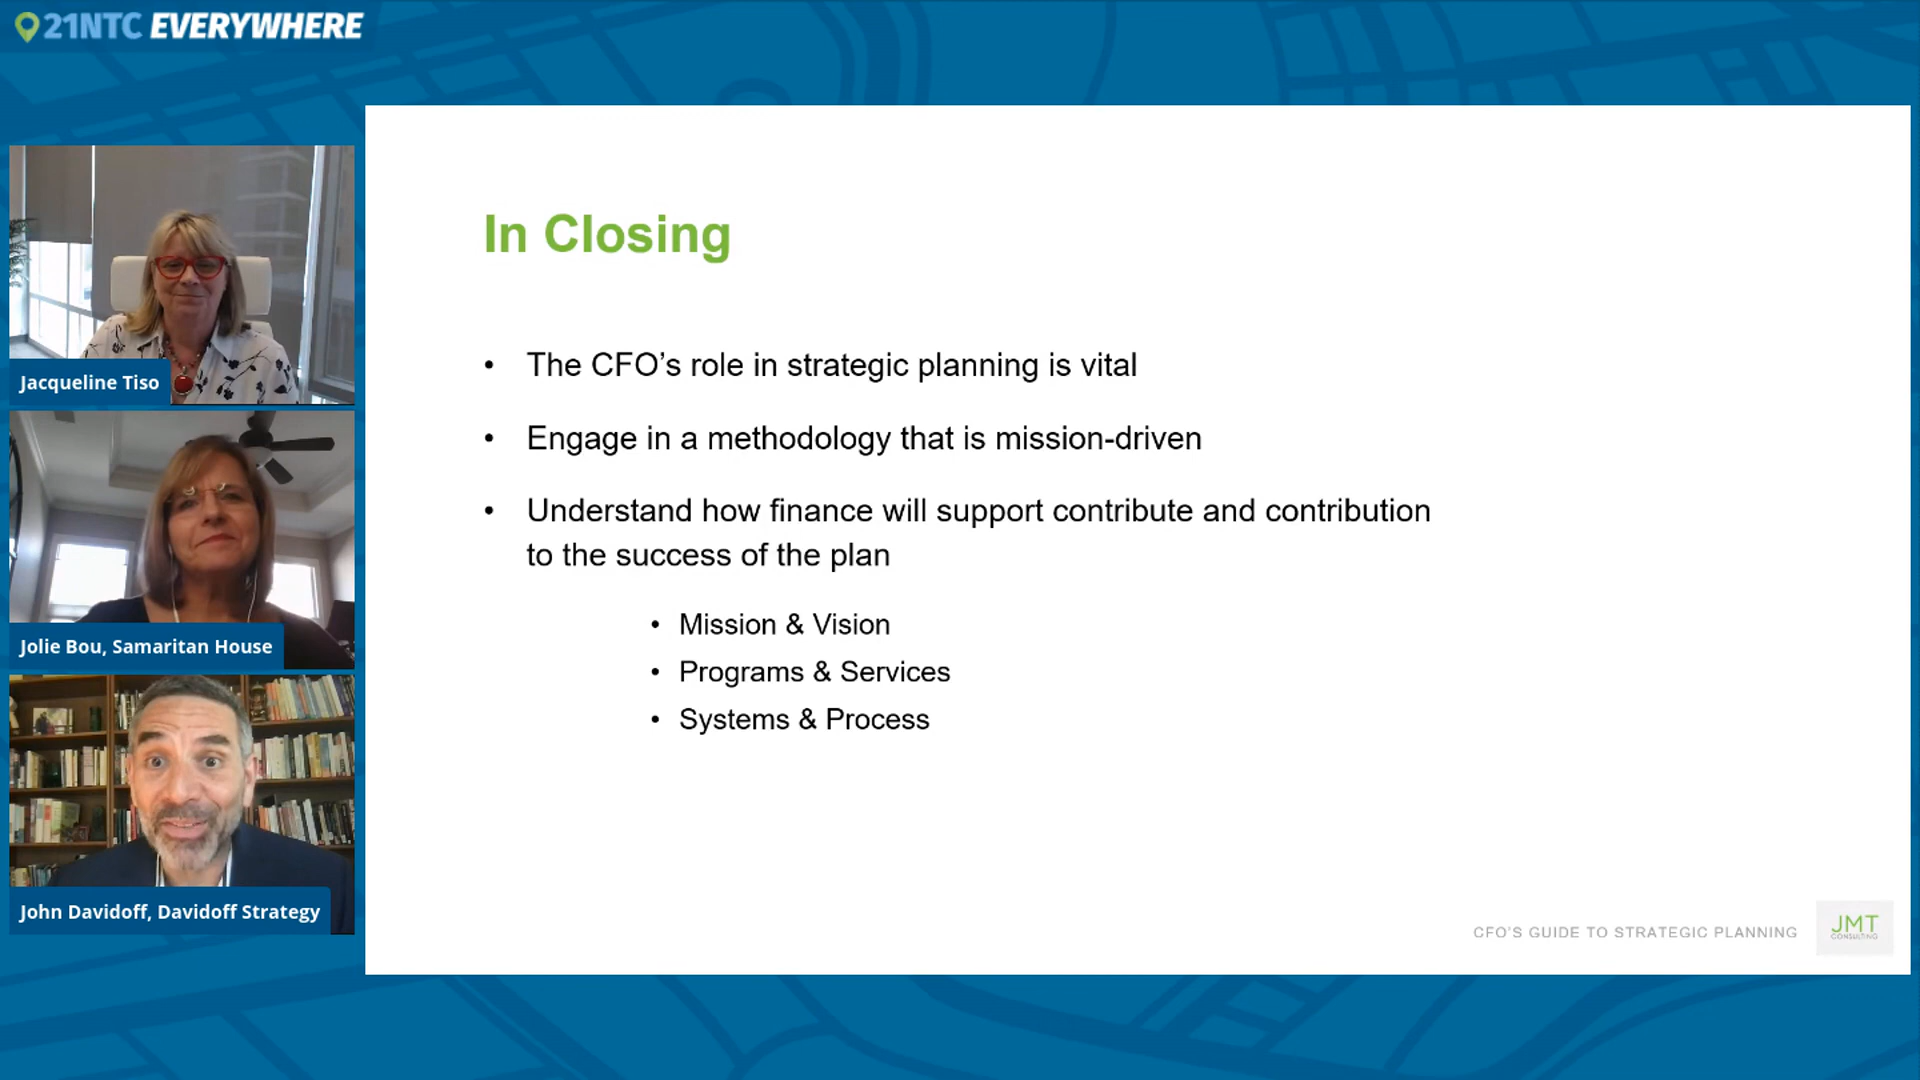 21NTC EVERYWHERE
Jacqueline Tiso
Jolie Bou, Samaritan House
John Davidoff, Davidoff Strategy
In Closing
• The CFO’s role in strategic planning is vital
• Engage in a methodology that is mission-driven
• Understand how finance will support contribute and contribution
to the success of the plan
• Mission & Vision
• Programs & Services
• Systems & Process
CFO'S GUIDE TO STRATEGIC PLANNING
JMT
CONSULTING